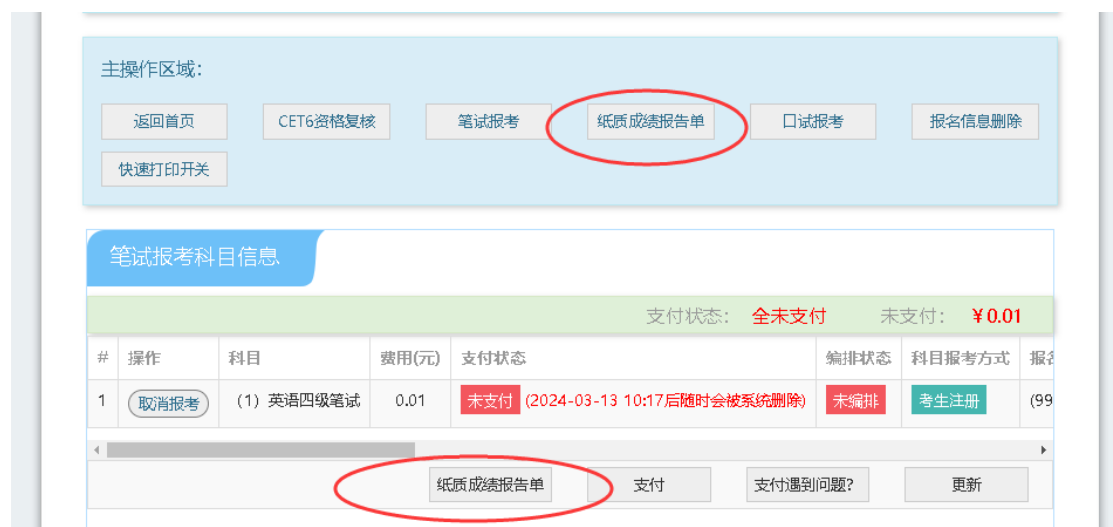 主操作区域:
返回首页 CET6资格复核 笔试报考 纸质成绩报告单 口试报考 报名信息删除
快速打印开关
笔试报考科目信息
支付状态: 全未支付 未支付: ¥0.01
# 操作 科目 费用(元) 支付状态 编排状态 科目报考方式
1 取消报考 (1) 英语四级笔试 0.01 未支付 (2024-03-13 10:17后随时会被系统删除) 未编排 考生注册 (99
纸质成绩报告单 支付 支付遇到问题? 更新